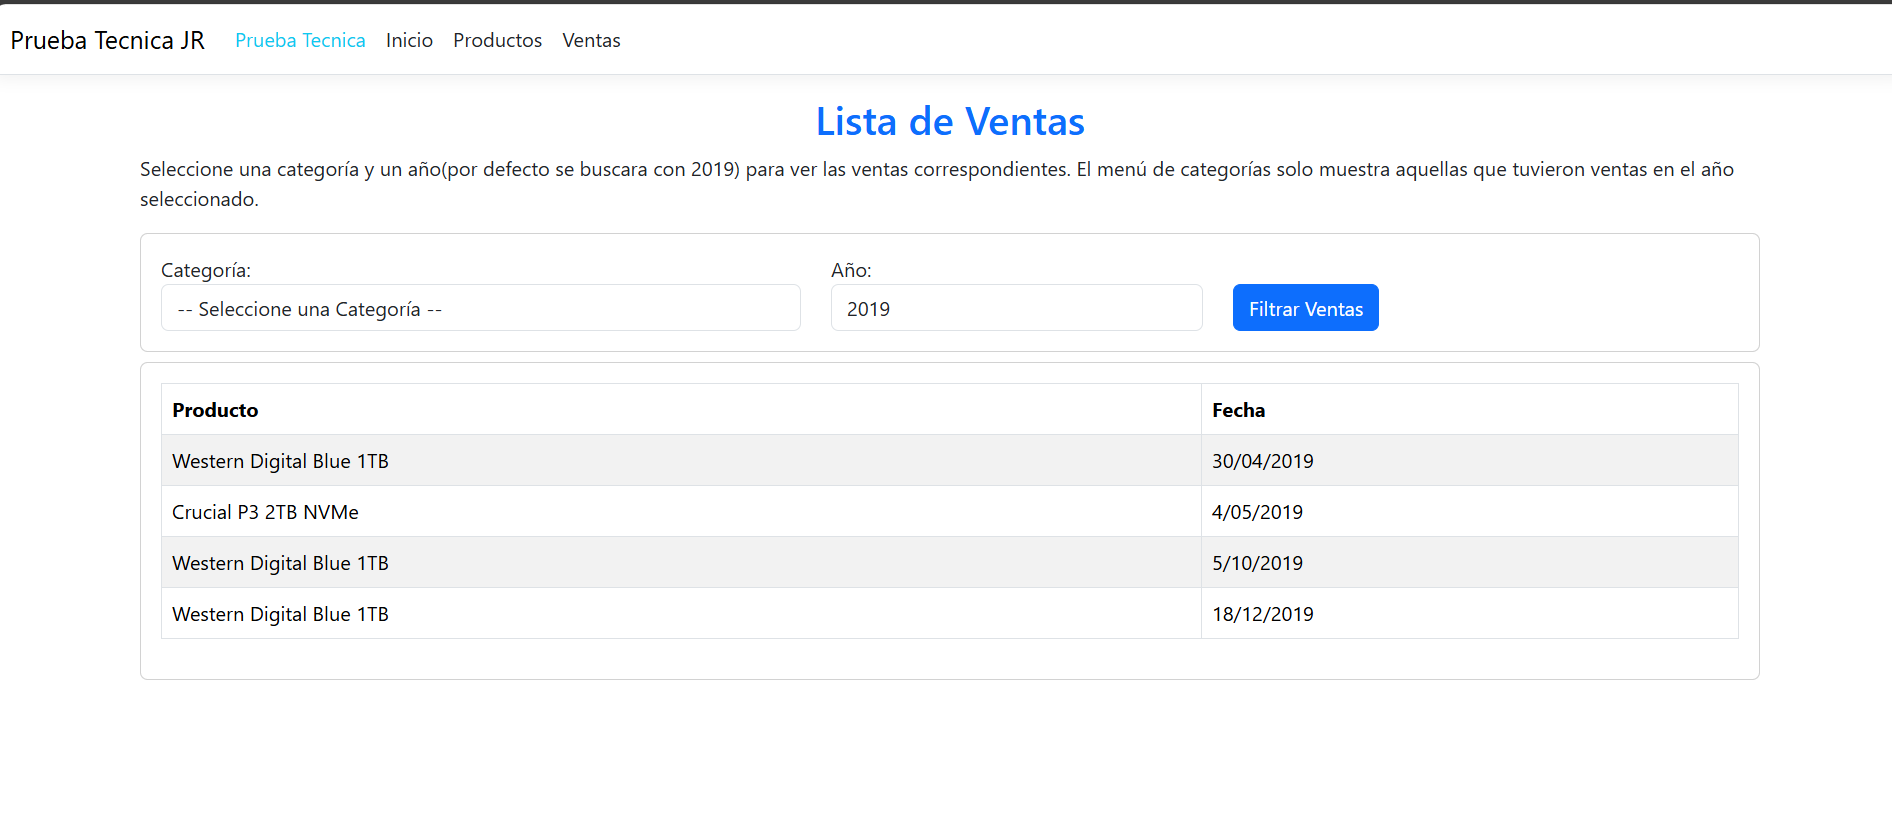 Prueba Tecnica JR Prueba Tecnica Inicio Productos Ventas
Lista de Ventas
Seleccione una categoría y un año(por defecto se buscara con 2019) para ver las ventas correspondientes. El menú de categorías solo muestra aquellas que tuvieron ventas en el año
seleccionado.
Categoría: Año:
-- Seleccione una Categoría -- 2019 Filtrar Ventas
Producto Fecha
Western Digital Blue 1TB 30/04/2019
Crucial P3 2TB NVMe 4/05/2019
Western Digital Blue 1TB 5/10/2019
Western Digital Blue 1TB 18/12/2019